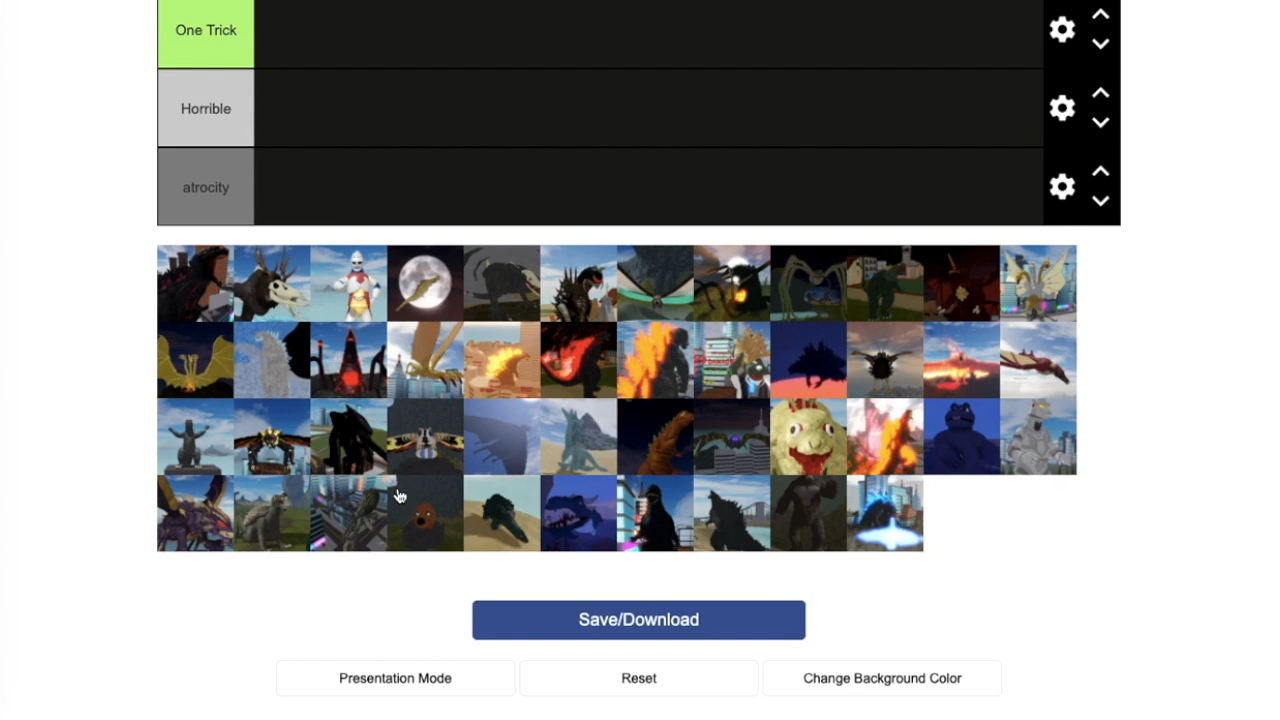 One Trick
Horrible
atrocity
Save/Download
Presentation Mode
Reset
Change Background Color